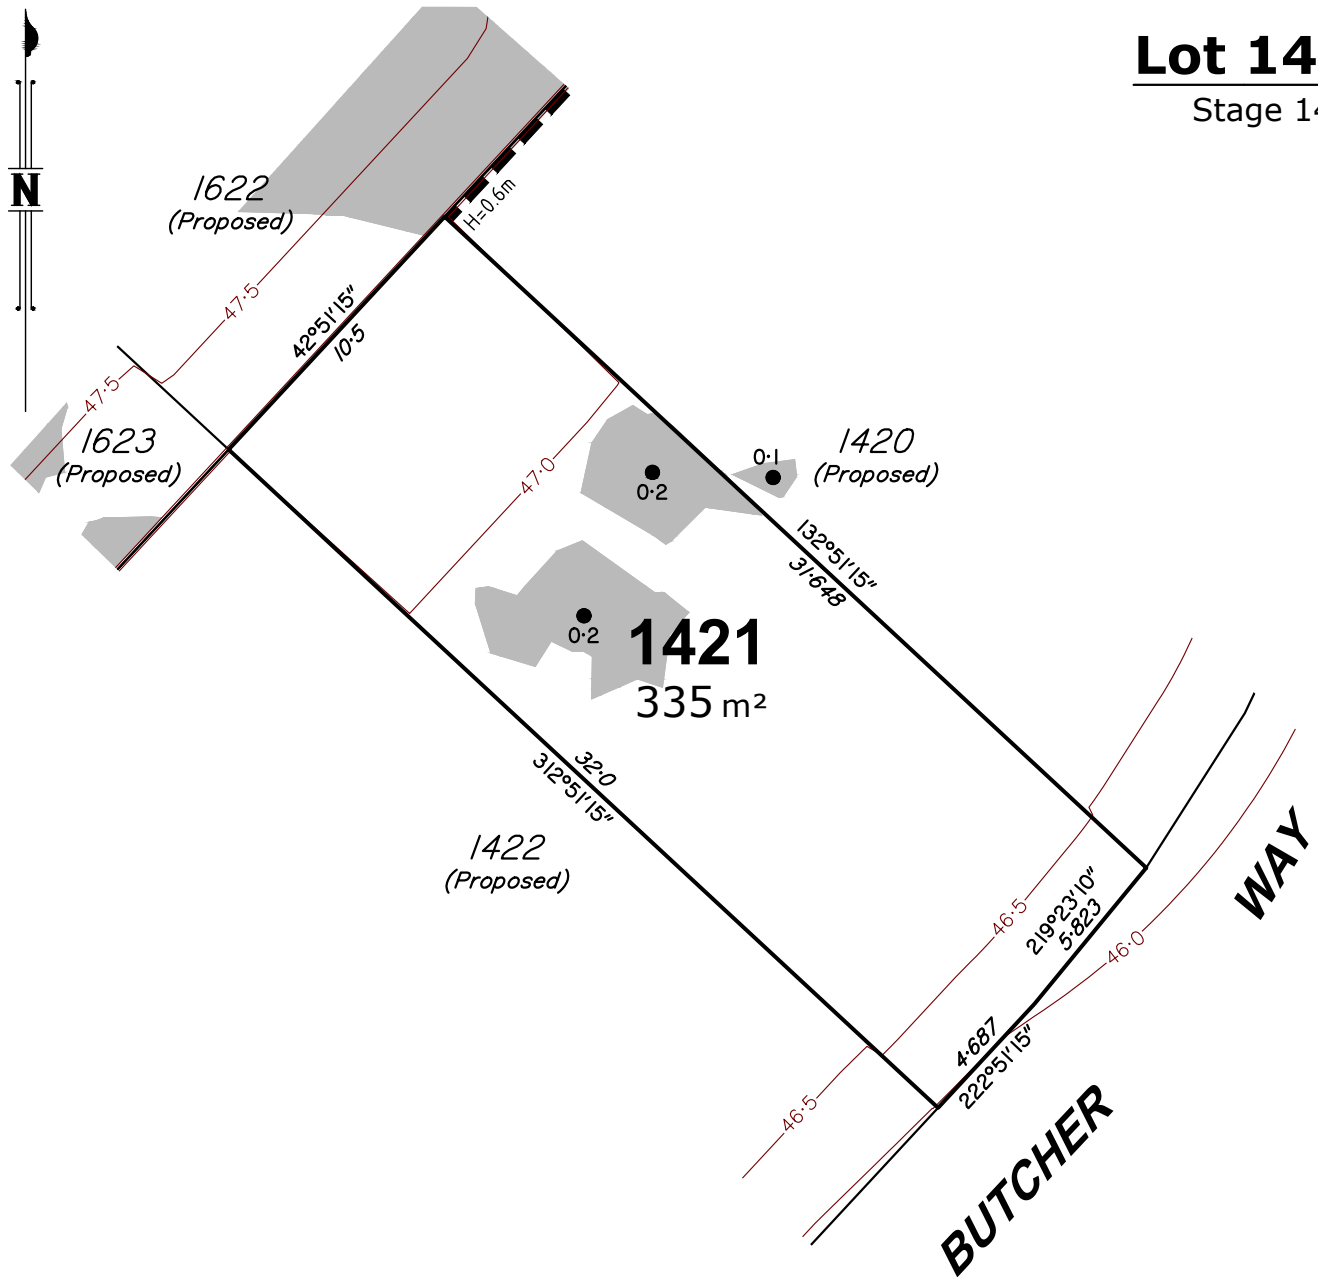 Lot 14
Stage 14
N
1622
(Proposed)
H=0.6m
47·5
42°51'15"
10·5
47·5
1623
(Proposed)
1420
(Proposed)
0·1
0·2
47·0
132°51'15"
31·648
0·2
1421
335 m²
32·0
312°51'15"
1422
(Proposed)
WAY
219°23'10"
5·823
46·5
46·0
4·687
222°51'15"
46·5
BUTCHER